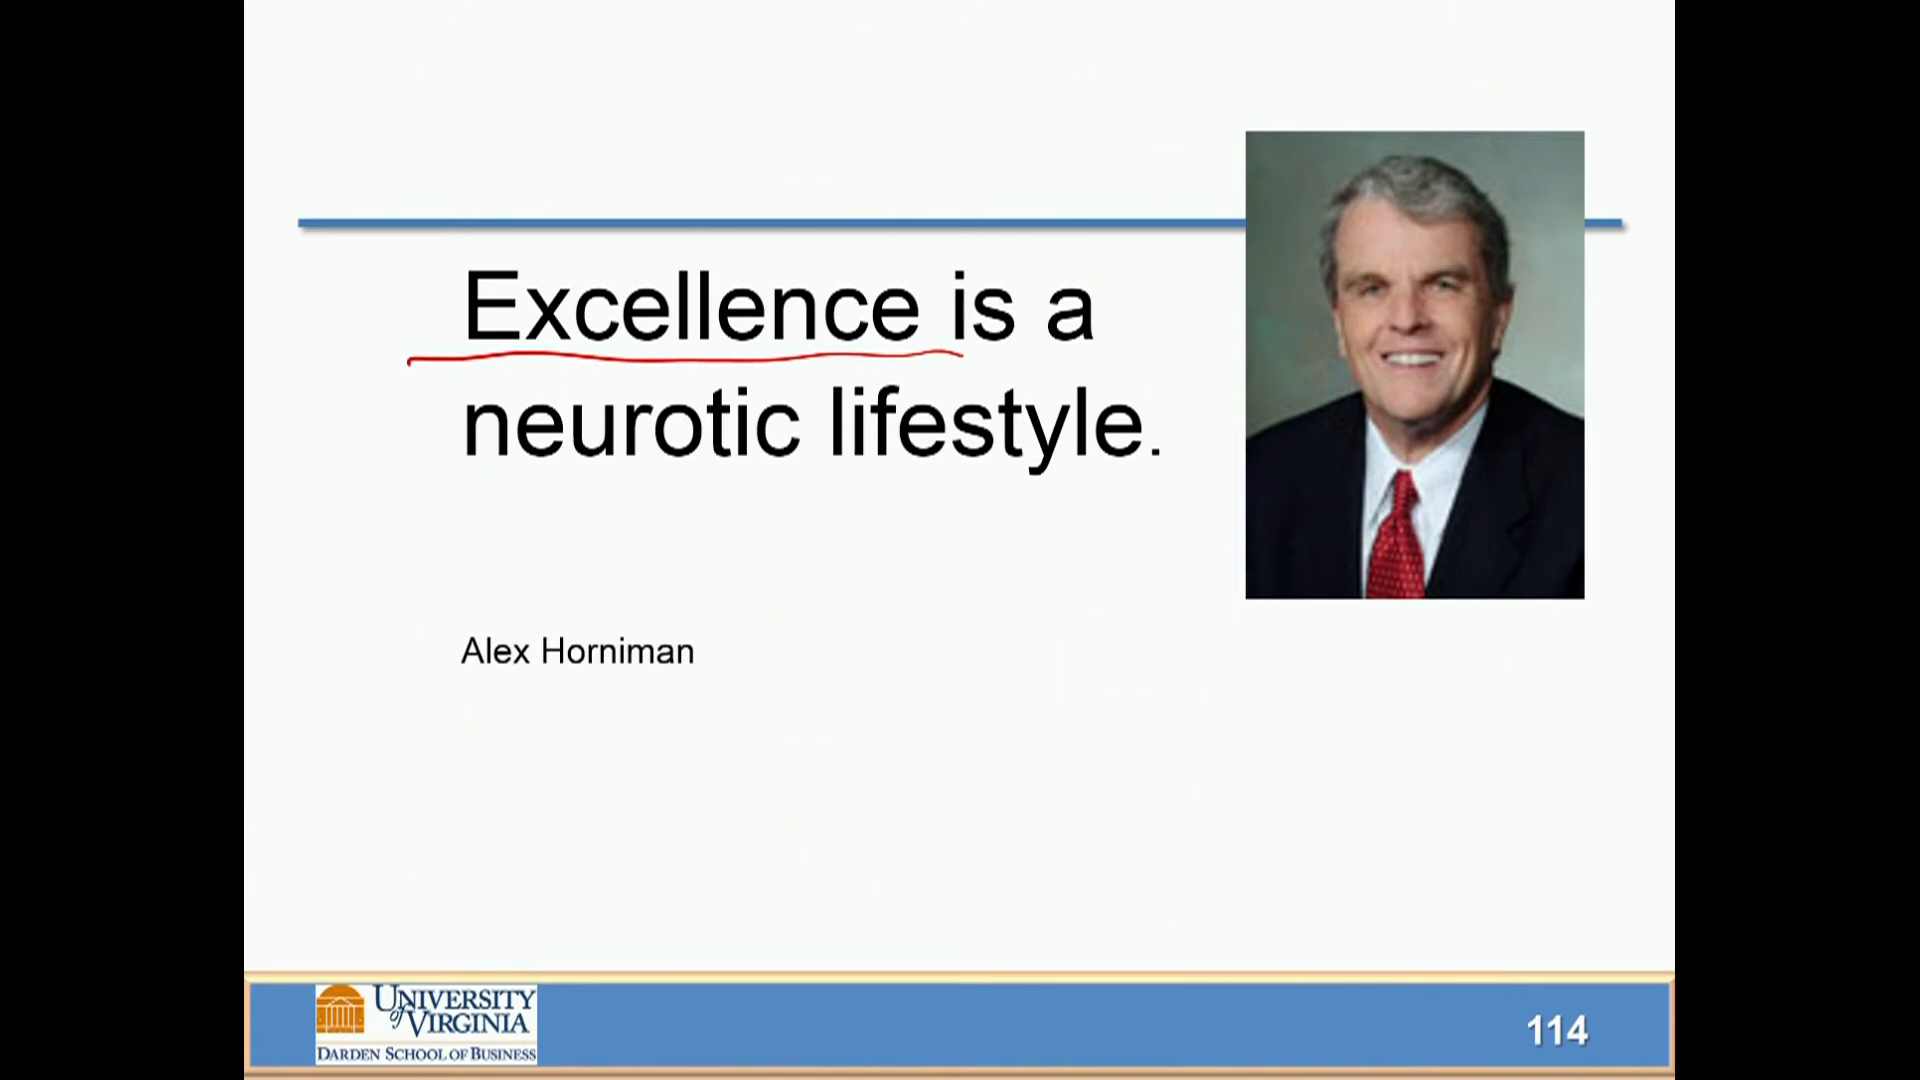 Excellence is a
neurotic lifestyle.
Alex Horniman
UNIVERSITY
of VIRGINIA
DARDEN SCHOOL OF BUSINESS
114